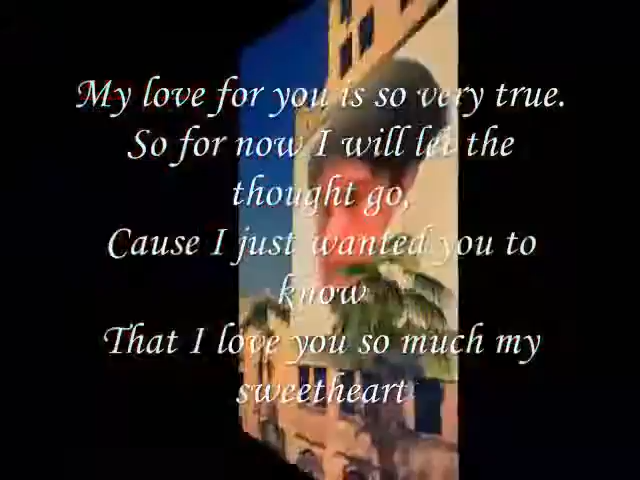 My love for you is so very true.
So for now I will let the
thought go,
Cause I just wanted you to
know
That I love you so much my
sweetheart